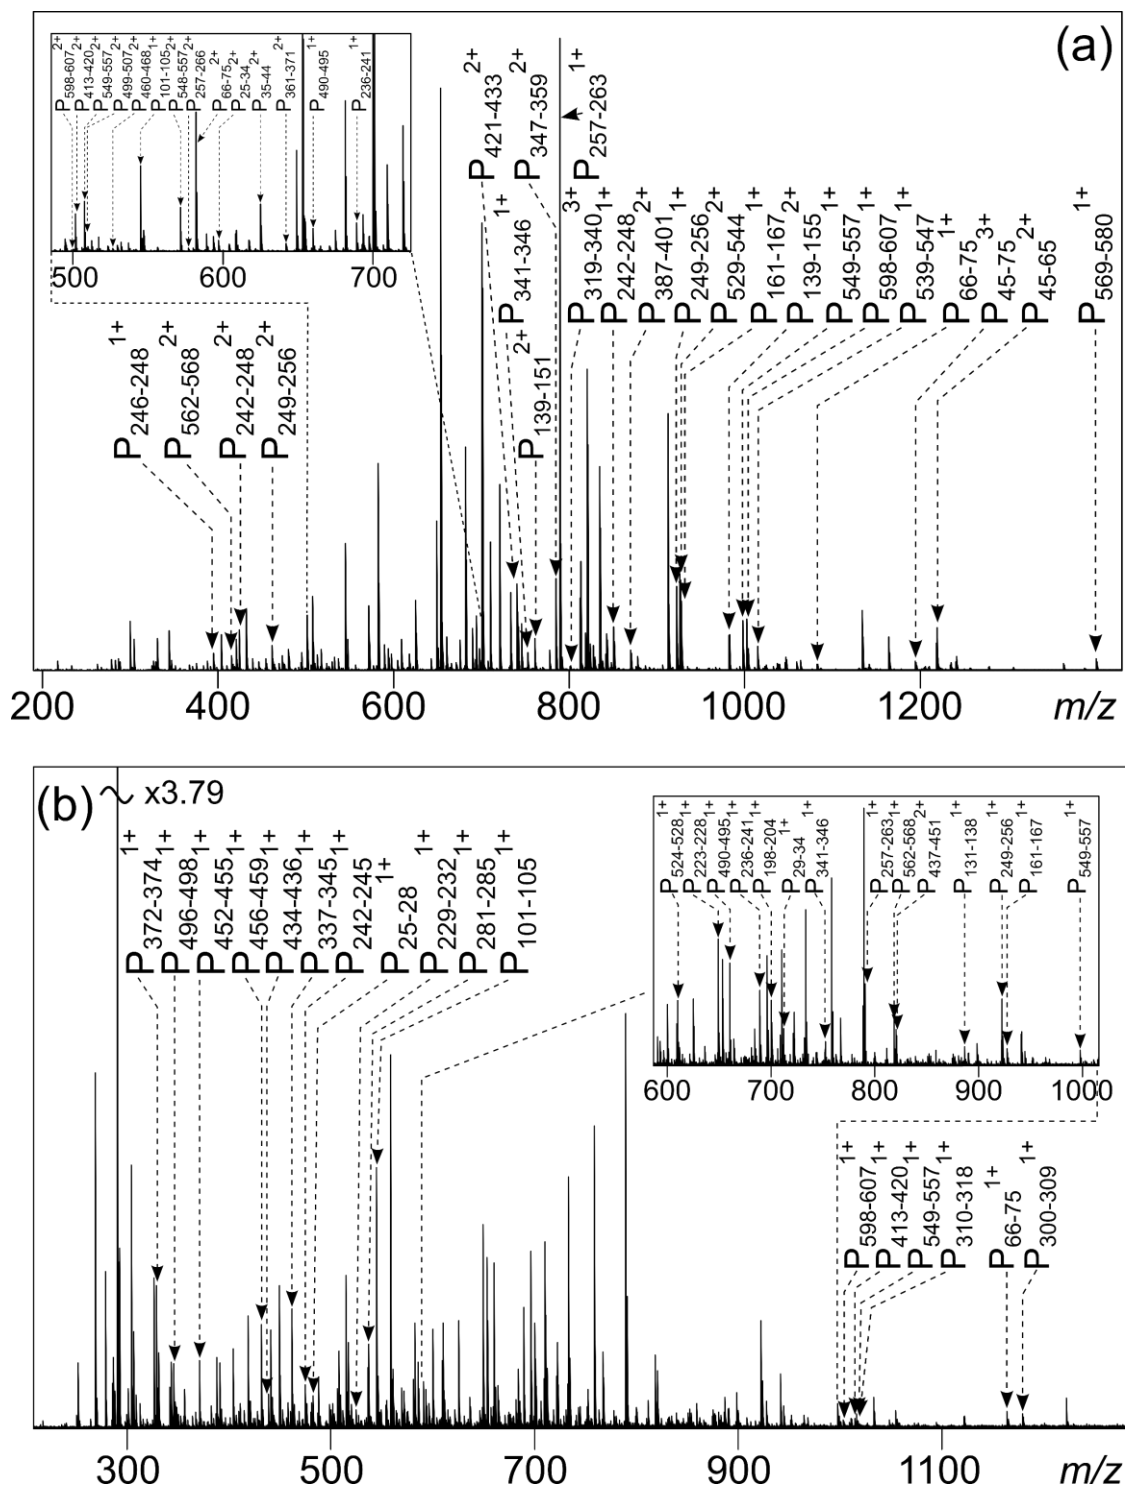 (a)
P598-607 2+
P413-420 2+
P549-557 2+
P499-507 2+
P460-468 2+
P101-105 1+
P548-557 2+
P257-266 2+
P66-75 2+
P25-34 2+
P35-44 2+
P361-371 2+
P490-495 1+
P236-241 1+
500 600 700
P421-433 2+
P347-359 2+
P257-263 1+
P341-346 1+
P139-151 2+
P319-340 3+
P242-248 1+
P387-401 2+
P249-256 1+
P529-544 2+
P161-167 1+
P139-155 2+
P549-557 1+
P598-607 1+
P539-547 1+
P66-75 1+
P45-75 3+
P45-65 2+
P569-580 1+
P246-248 1+
P562-568 2+
P242-248 2+
P249-256 2+
200 400 600 800 1000 1200 m/z
(b) ~ x3.79
P372-374 1+
P496-498 1+
P452-455 1+
P456-459 1+
P434-436 1+
P337-345 1+
P242-245 1+
P25-28 1+
P229-232 1+
P281-285 1+
P101-105 1+
P524-528 1+
P223-228 1+
P490-495 1+
P236-241 1+
P198-204 1+
P29-34 1+
P341-346 1+
P257-263 1+
P562-568 1+
P437-451 2+
P131-138 1+
P249-256 1+
P161-167 1+
P549-557 1+
600 700 800 900 1000
P598-607 1+
P413-420 1+
P549-557 1+
P310-318 1+
P66-75 1+
P300-309 1+
300 500 700 900 1100 m/z